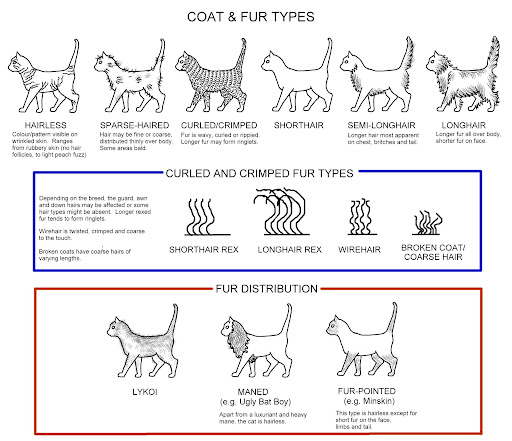 COAT & FUR TYPES
HAIRLESS
Colour/pattern visible on
wrinkled skin. Ranges
from rubbery skin (no hair
follicles, to light peach fuzz)
SPARSE-HAIRED
Hair may be fine or coarse,
distributed thinly over body.
Some areas bald.
CURLED/CRIMPED
Fur is wavy, curled or rippled.
Longer fur may form ringlets.
SHORTHAIR
SEMI-LONGHAIR
Longer hair most apparent
on chest, britches and tail.
LONGHAIR
Longer fur all over body,
shorter fur on face.
CURLED AND CRIMPED FUR TYPES
Depending on the breed, the guard, awn
and down hairs may be affected or some
hair types might be absent. Longer rexed
fur tends to form ringlets.
Wirehair is twisted, crimped and coarse
to the touch.
Broken coats have coarse hairs of
varying lengths.
SHORTHAIR REX
LONGHAIR REX
WIREHAIR
BROKEN COAT/
COARSE HAIR
FUR DISTRIBUTION
LYKOI
MANED
(e.g. Ugly Bat Boy)
Apart from a luxuriant and heavy
mane, the cat is hairless.
FUR-POINTED
(e.g. Minskin)
This type is hairless except for
short fur on the face,
limbs and tail.